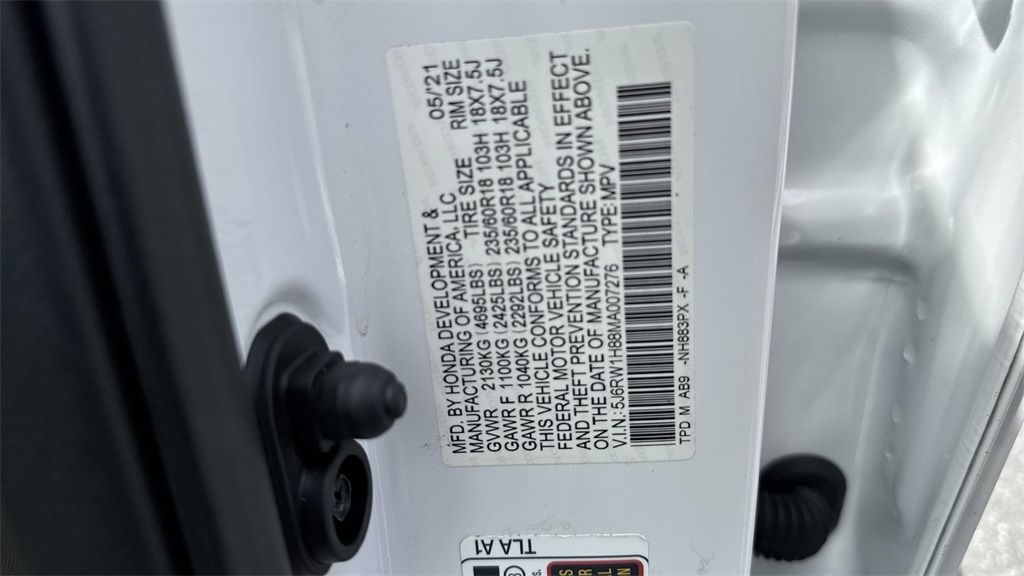 MFD. BY HONDA DEVELOPMENT &
MANUFACTURING OF AMERICA, LLC 05/'21
TIRE SIZE RIM SIZE
GVWR 2130KG (4695LBS)
GAWR F 1100KG (2425LBS) 235/60R18 103H 18X7.5J
GAWR R 1040KG (2292LBS) 235/60R18 103H 18X7.5J
THIS VEHICLE CONFORMS TO ALL APPLICABLE
FEDERAL MOTOR VEHICLE SAFETY
AND THEFT PREVENTION STANDARDS IN EFFECT
ON THE DATE OF MANUFACTURE SHOWN ABOVE.
V.I.N.: 5J6RW1H88MA007276 TYPE: MPV
TPD M AB9 -NH883PX -F -A
TLA A1